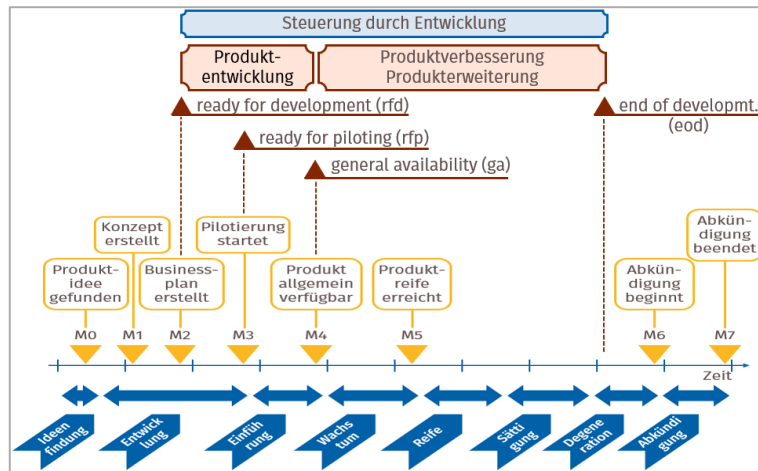 Steuerung durch Entwicklung
Produkt-
entwicklung
Produktverbesserung
Produkterweiterung
ready for development (rfd)
end of developmt.
(eod)
ready for piloting (rfp)
general availability (ga)
Konzept
erstellt
Pilotierung
startet
Abkün-
digung
beendet
Produkt-
idee
gefunden
Business-
plan
erstellt
Produkt
allgemein
verfügbar
Produkt-
reife
erreicht
Abkün-
digung
beginnt
M0
M1
M2
M3
M4
M5
M6
M7
Zeit
Ideen
findung
Entwick
lung
Einfüh
rung
Wachs
tum
Reife
Sätti
gung
Degene
ration
Abkündi
gung